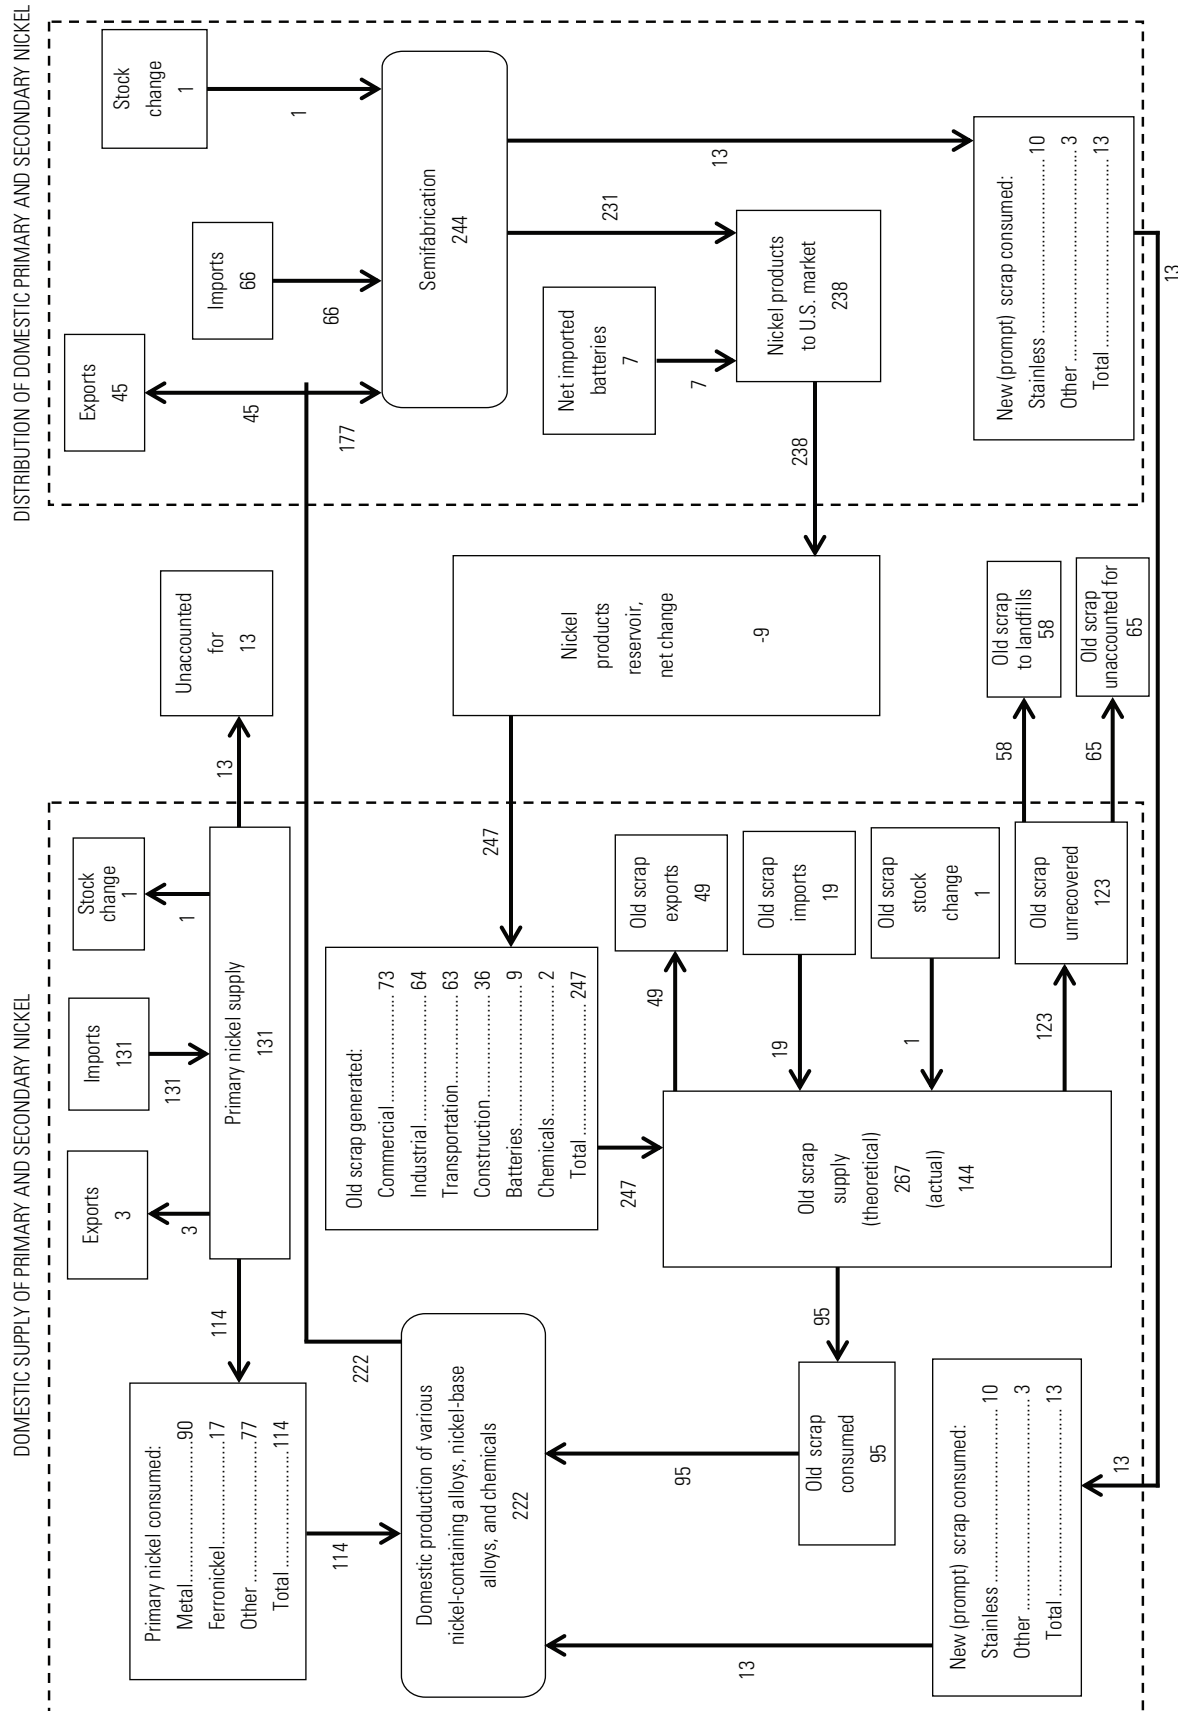 DOMESTIC SUPPLY OF PRIMARY AND SECONDARY NICKEL
Exports
3
3
Imports
131
131
Stock
change
1
1
Primary nickel supply
131
114
13
Unaccounted
for
13
Primary nickel consumed:
Metal....................90
Ferronickel....................17
Other....................77
Total....................114
114
222
Domestic production of various
nickel-containing alloys, nickel-base
alloys, and chemicals
222
13
95
Old scrap
consumed
95
95
New (prompt) scrap consumed:
Stainless....................10
Other....................3
Total....................13
13
Old scrap generated:
Commercial....................73
Industrial....................64
Transportation....................63
Construction....................36
Batteries....................9
Chemicals....................2
Total....................247
247
247
Old scrap
supply
(theoretical)
267
(actual)
144
49
Old scrap
exports
49
19
Old scrap
imports
19
1
Old scrap
stock
change
1
123
Old scrap
unrecovered
123
58
Old scrap
to landfills
58
65
Old scrap
unaccounted for
65
Nickel
products
reservoir,
net change
-9
DISTRIBUTION OF DOMESTIC PRIMARY AND SECONDARY NICKEL
Exports
45
45
177
Imports
66
66
Stock
change
1
1
Semifabrication
244
231
13
Net imported
batteries
7
7
Nickel products
to U.S. market
238
238
New (prompt) scrap consumed:
Stainless....................10
Other....................3
Total....................13
13